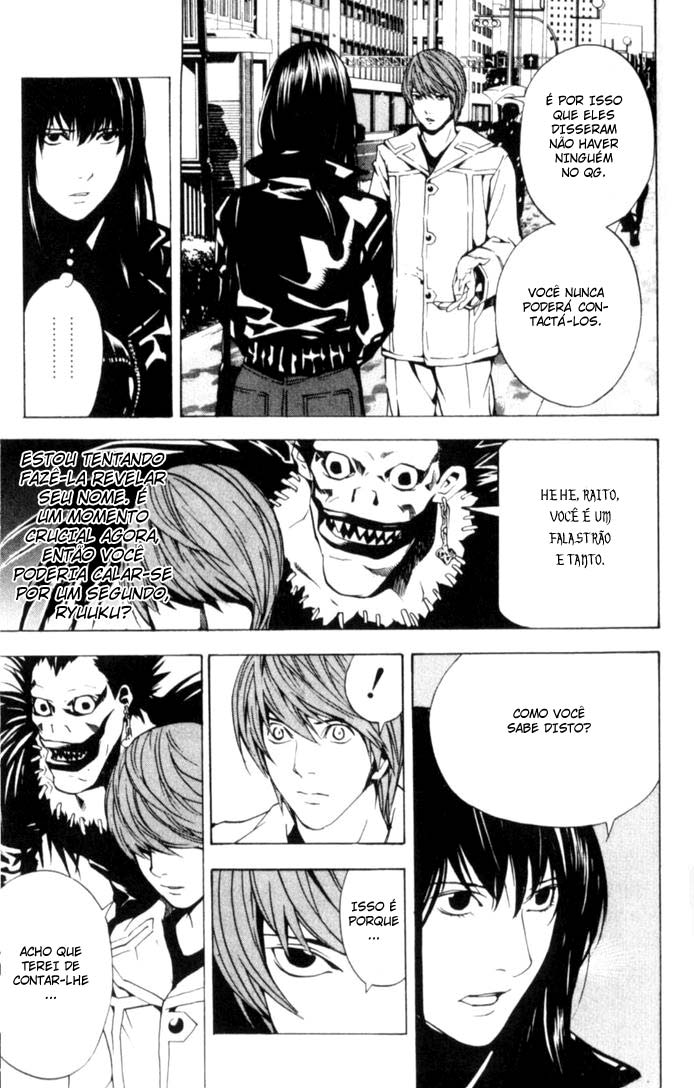 É POR ISSO
QUE ELES
DISSERAM
NÃO HAVER
NINGUÉM
NO QG.
VOCÊ NUNCA
PODERÁ CON-
TACTÁ-LOS.
..........
HEHE, RAITO,
VOCÊ É UM
FALASTRÃO
E TANTO.
ESTOU TENTANDO
FAZÊ-LA REVELAR
SEU NOME. É
UM MOMENTO
CRUCIAL AGORA,
ENTÃO VOCÊ
PODERIA CALAR-SE
POR UM SEGUNDO,
RYUUKU?
COMO VOCÊ
SABE DISTO?
!
ISSO É
PORQUE
...
ACHO QUE
TEREI DE
CONTAR-LHE
...